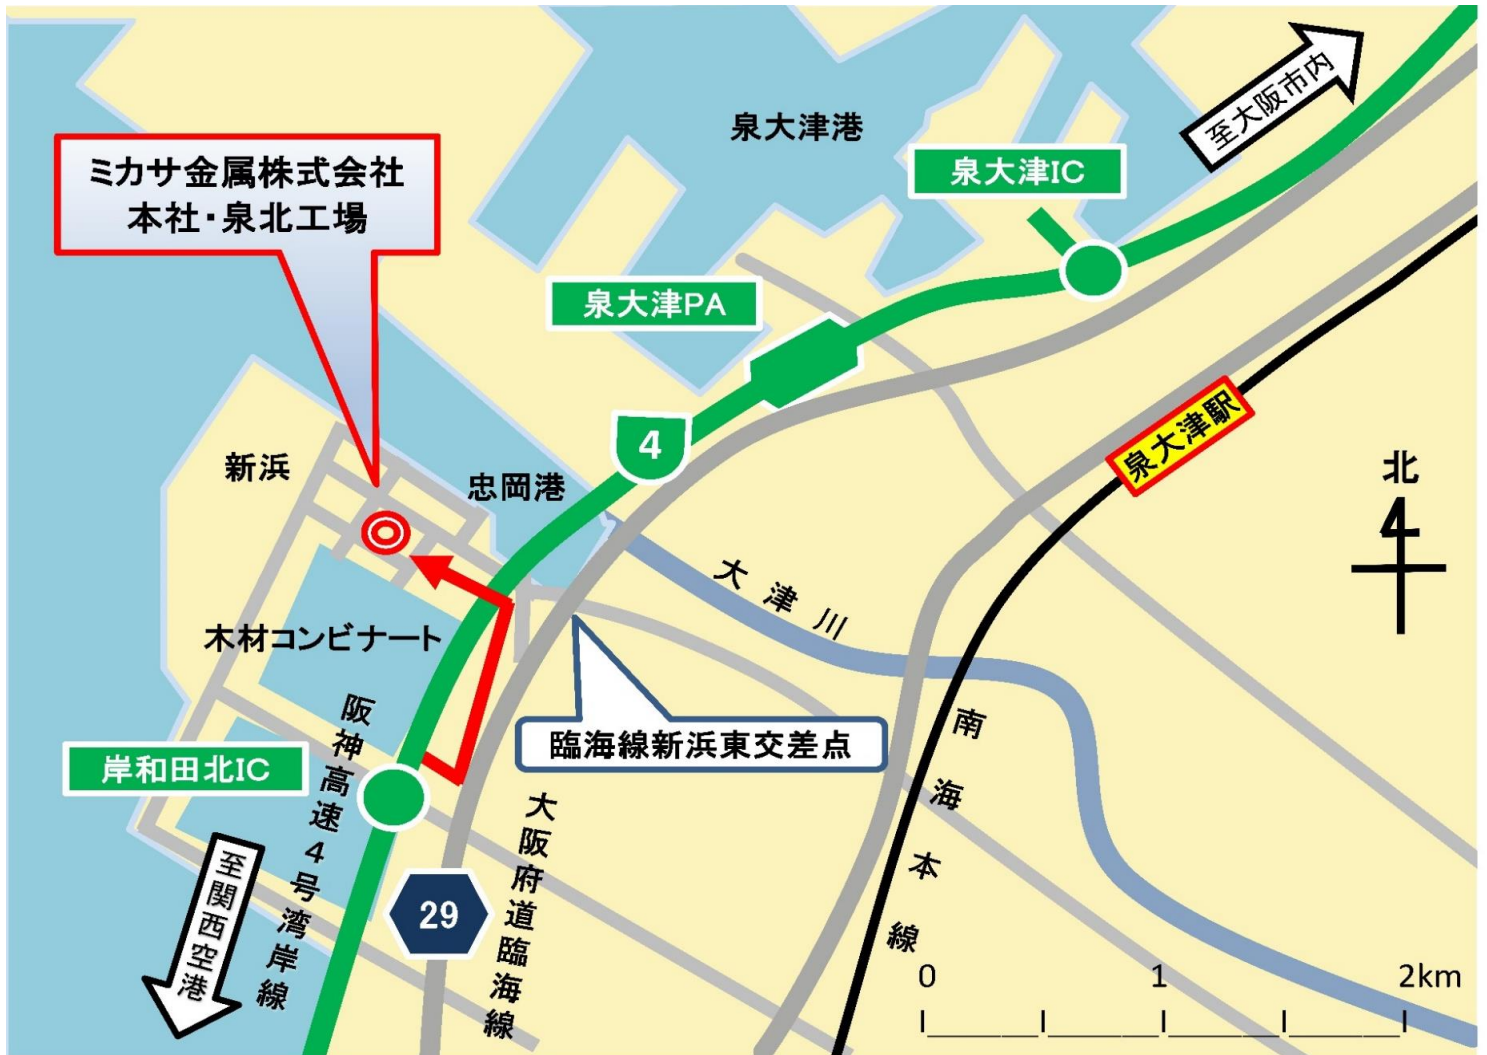 至大阪市内
泉大津港
泉大津IC
ミカサ金属株式会社
本社・泉北工場
泉大津PA
4
泉大津駅
新浜
忠岡港
北
大津川
木材コンビナート
臨海線新浜東交差点
岸和田北IC
阪神高速4号湾岸線
大阪府道臨海線
南海本線
29
至関西空港
0 1 2km